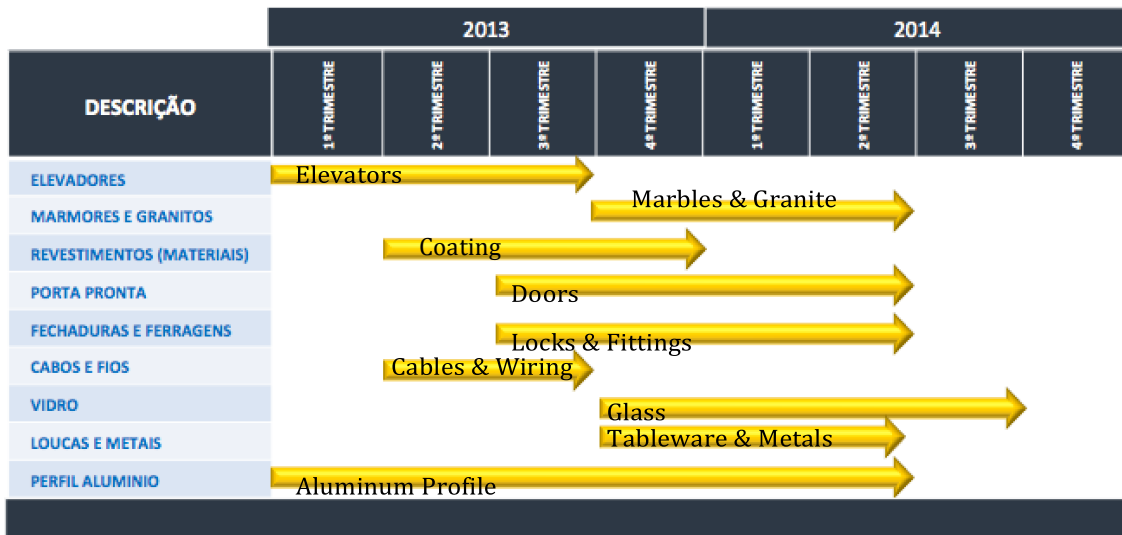 2013
2014
DESCRIÇÃO
1º TRIMESTRE
2º TRIMESTRE
3º TRIMESTRE
4º TRIMESTRE
1º TRIMESTRE
2º TRIMESTRE
3º TRIMESTRE
4º TRIMESTRE
ELEVADORES
Elevators
MARMORES E GRANITOS
Marbles & Granite
REVESTIMENTOS (MATERIAIS)
Coating
PORTA PRONTA
Doors
FECHADURAS E FERRAGENS
Locks & Fittings
CABOS E FIOS
Cables & Wiring
VIDRO
Glass
LOUCAS E METAIS
Tableware & Metals
PERFIL ALUMINIO
Aluminum Profile